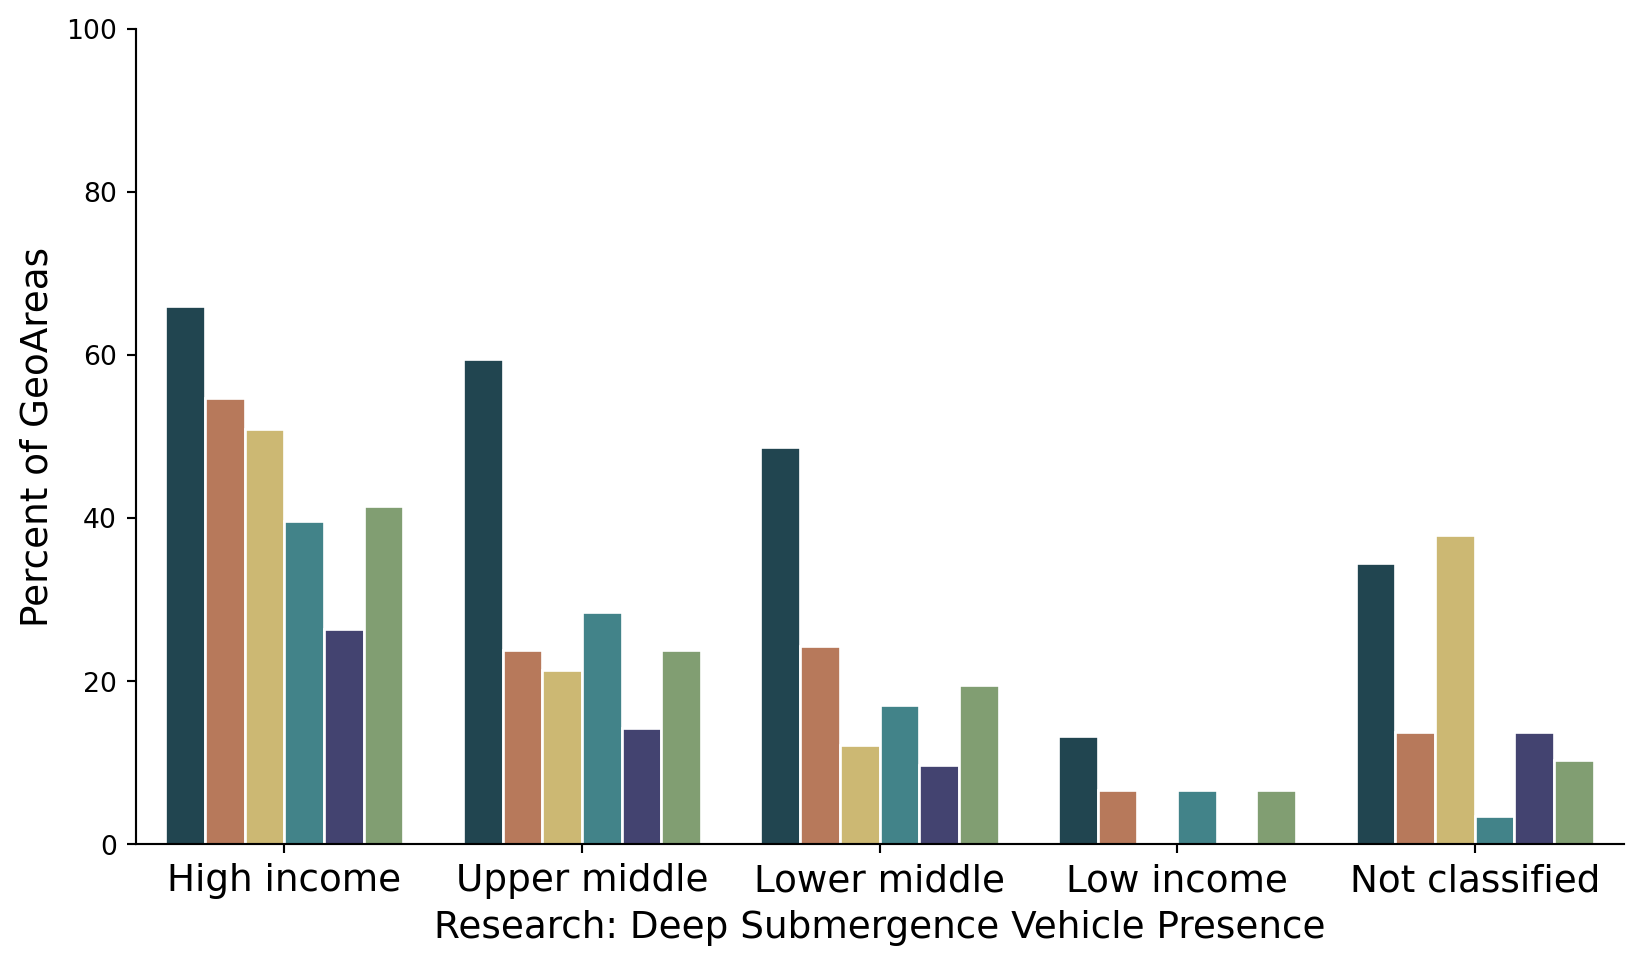 100
80
60
40
20
0
Percent of GeoAreas
High income
Upper middle
Lower middle
Low income
Not classified
Research: Deep Submergence Vehicle Presence